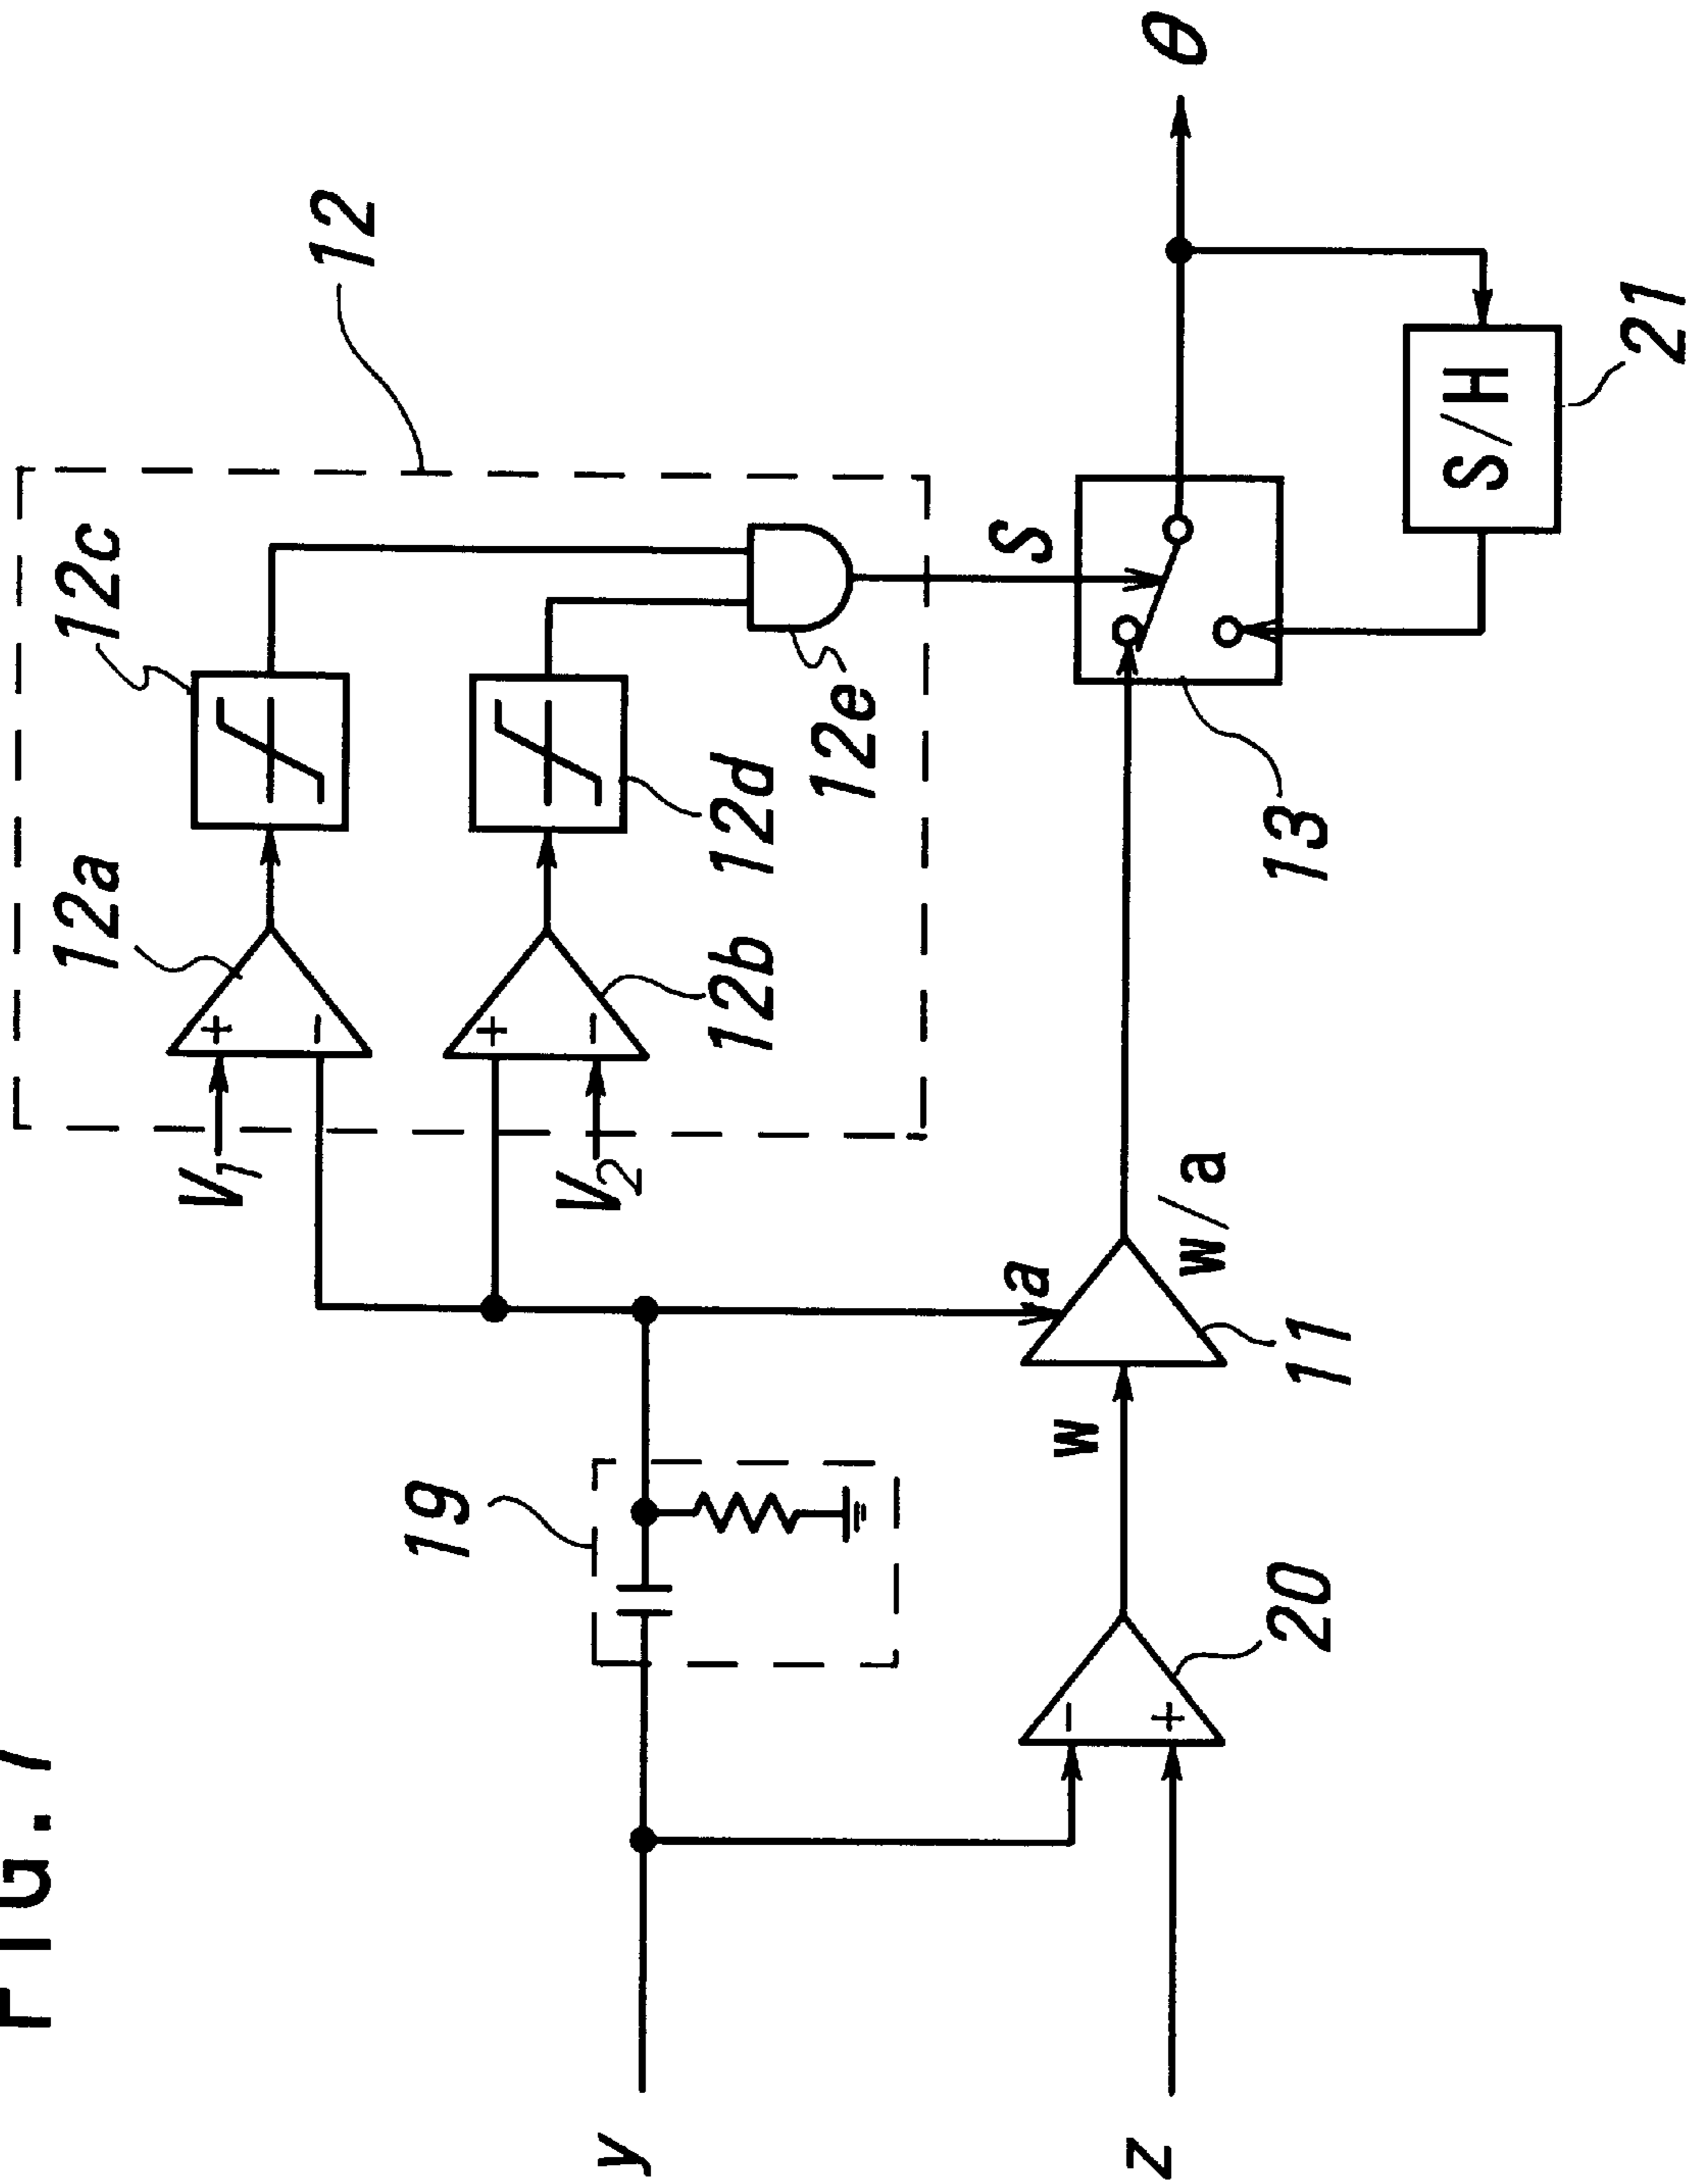 FIG. 7
12
12a
12c
V1
+
-
12b
12d
V2
+
-
12e
19
y
a
S
θ
w
w/a
-
+
z
20
11
13
S/H
21